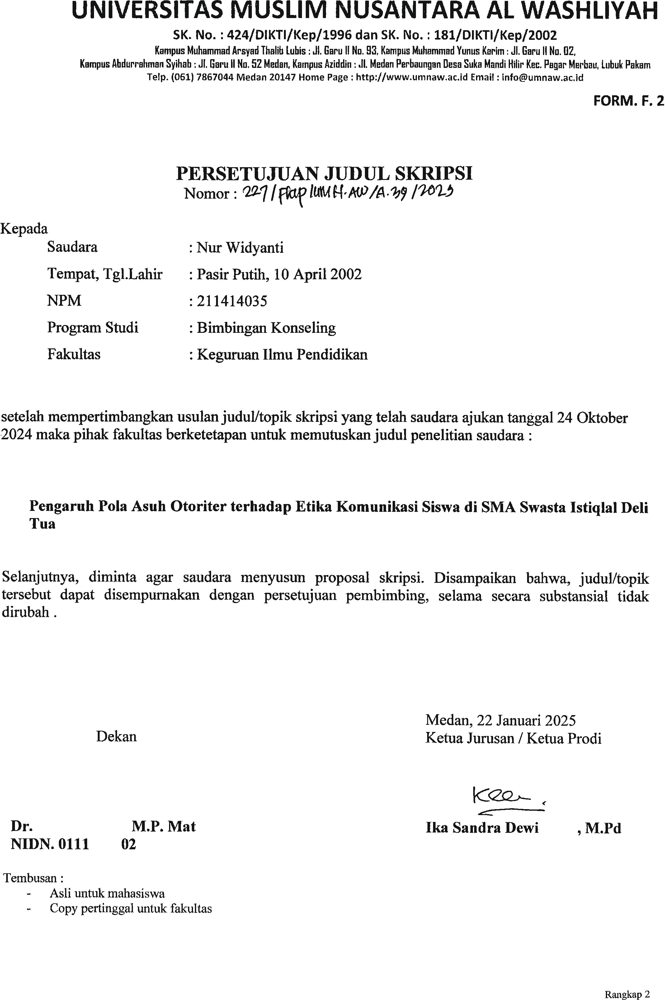 UNIVERSITAS MUSLIM NUSANTARA AL WASHLIYAH
SK. No. : 424/DIKTI/Kep/1996 dan SK. No. : 181/DIKTI/Kep/2002
Kampus Muhammad Arsyad Thalib Lubis : Jl. Garu II No. 93, Kampus Muhammad Yunus Karim : Jl. Garu II No. 02,
Kampus Abdurrahman Syihab : Jl. Garu II No. 52 Medan, Kampus Aziddin : Jl. Medan Perbaungan Desa Suka Mandi Hilir Kec. Pagar Merbau, Lubuk Pakam
Telp. (061) 7867044 Medan 20147 Home Page : http://www.umnaw.ac.id Email : info@umnaw.ac.id
FORM. F. 2
PERSETUJUAN JUDUL SKRIPSI
Nomor :
Kepada
Saudara : Nur Widyanti
Tempat, Tgl.Lahir : Pasir Putih, 10 April 2002
NPM : 211414035
Program Studi : Bimbingan Konseling
Fakultas : Keguruan Ilmu Pendidikan
setelah mempertimbangkan usulan judul/topik skripsi yang telah saudara ajukan tanggal 24 Oktober
2024 maka pihak fakultas berketetapan untuk memutuskan judul penelitian saudara :
Pengaruh Pola Asuh Otoriter terhadap Etika Komunikasi Siswa di SMA Swasta Istiqlal Deli
Tua
Selanjutnya, diminta agar saudara menyusun proposal skripsi. Disampaikan bahwa, judul/topik
tersebut dapat disempurnakan dengan persetujuan pembimbing, selama secara substansial tidak
dirubah .
Medan, 22 Januari 2025
Dekan
Ketua Jurusan / Ketua Prodi
Dr. M.P. Mat
Ika Sandra Dewi , M.Pd
NIDN. 0111 02
Tembusan :
- Asli untuk mahasiswa
- Copy pertinggal untuk fakultas
Rangkap 2